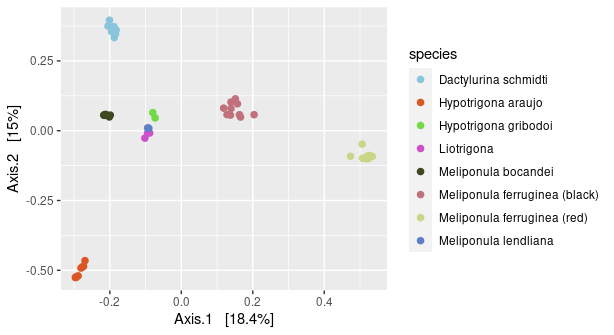 0.25
0.00
-0.25
-0.50
Axis.2 [15%]
-0.2
0.0
0.2
0.4
Axis.1 [18.4%]
species
Dactylurina schmidti
Hypotrigona araujo
Hypotrigona gribodoi
Liotrigona
Meliponula bocandei
Meliponula ferruginea (black)
Meliponula ferruginea (red)
Meliponula lendliana